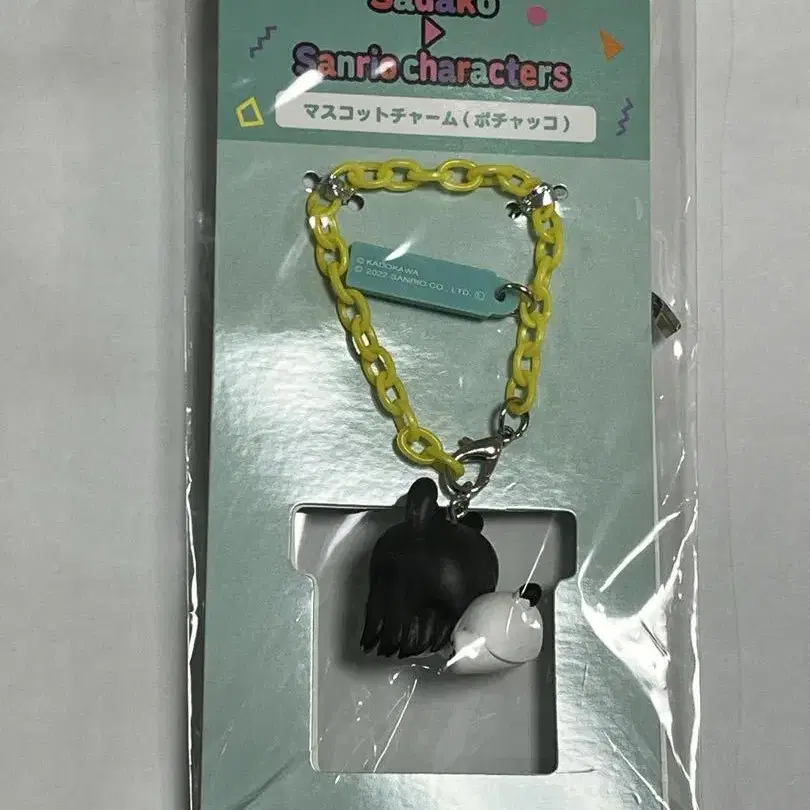 Sadako
Sanrio characters
マスコットチャーム(ポチャッコ)
© KADOKAWA
© 2022 SANRIO CO., LTD. Ⓛ